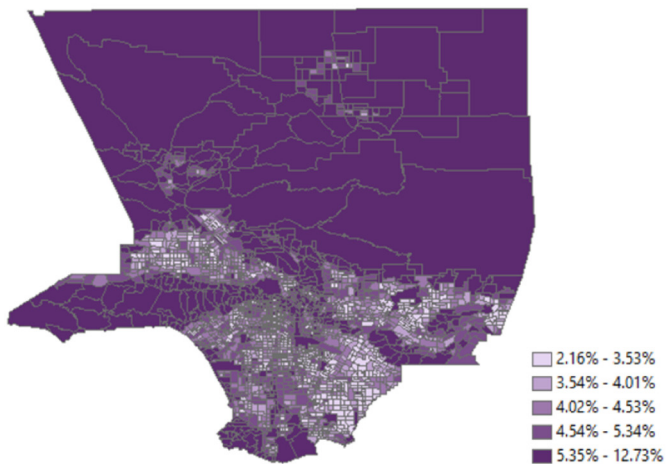 2.16% - 3.53%
3.54% - 4.01%
4.02% - 4.53%
4.54% - 5.34%
5.35% - 12.73%